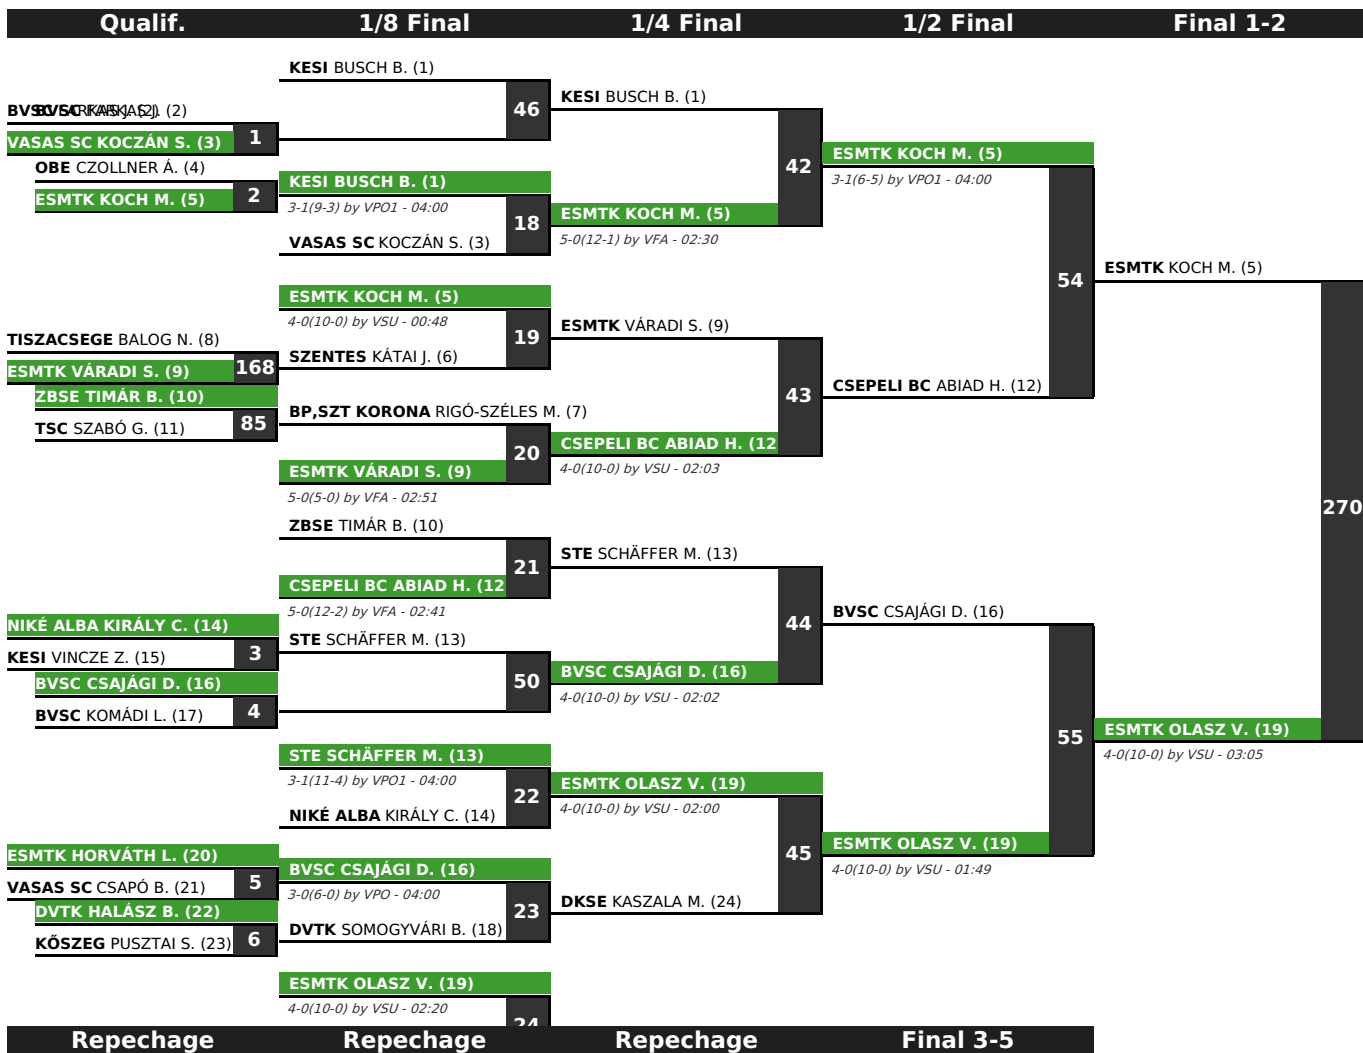 Qualif.
1/8 Final
1/4 Final
1/2 Final
Final 1-2
BVSC FARKAS J. (2)
1
VASAS SC KOCZÁN S. (3)
OBE CZOLLNER Á. (4)
2
ESMTK KOCH M. (5)
TISZACSEGE BALOG N. (8)
168
ESMTK VÁRADI S. (9)
ZBSE TIMÁR B. (10)
85
TSC SZABÓ G. (11)
NIKÉ ALBA KIRÁLY C. (14)
3
KESI VINCZE Z. (15)
BVSC CSAJÁGI D. (16)
4
BVSC KOMÁDI L. (17)
ESMTK HORVÁTH L. (20)
5
VASAS SC CSAPÓ B. (21)
DVTK HALÁSZ B. (22)
6
KŐSZEG PUSZTAI S. (23)
KESI BUSCH B. (1)
46
KESI BUSCH B. (1)
3-1(9-3) by VPO1 - 04:00
18
VASAS SC KOCZÁN S. (3)
ESMTK KOCH M. (5)
4-0(10-0) by VSU - 00:48
19
SZENTES KÁTAI J. (6)
BP,SZT KORONA RIGÓ-SZÉLES M. (7)
20
ESMTK VÁRADI S. (9)
5-0(5-0) by VFA - 02:51
ZBSE TIMÁR B. (10)
21
CSEPELI BC ABIAD H. (12
5-0(12-2) by VFA - 02:41
STE SCHÄFFER M. (13)
50
STE SCHÄFFER M. (13)
3-1(11-4) by VPO1 - 04:00
22
NIKÉ ALBA KIRÁLY C. (14)
BVSC CSAJÁGI D. (16)
3-0(6-0) by VPO - 04:00
23
DVTK SOMOGYVÁRI B. (18)
ESMTK OLASZ V. (19)
4-0(10-0) by VSU - 02:20
24
KESI BUSCH B. (1)
42
ESMTK KOCH M. (5)
5-0(12-1) by VFA - 02:30
ESMTK VÁRADI S. (9)
43
CSEPELI BC ABIAD H. (12
4-0(10-0) by VSU - 02:03
STE SCHÄFFER M. (13)
44
BVSC CSAJÁGI D. (16)
4-0(10-0) by VSU - 02:02
ESMTK OLASZ V. (19)
4-0(10-0) by VSU - 02:00
45
DKSE KASZALA M. (24)
ESMTK KOCH M. (5)
3-1(6-5) by VPO1 - 04:00
54
CSEPELI BC ABIAD H. (12)
BVSC CSAJÁGI D. (16)
55
ESMTK OLASZ V. (19)
4-0(10-0) by VSU - 01:49
ESMTK KOCH M. (5)
270
ESMTK OLASZ V. (19)
4-0(10-0) by VSU - 03:05
Repechage
Repechage
Repechage
Final 3-5